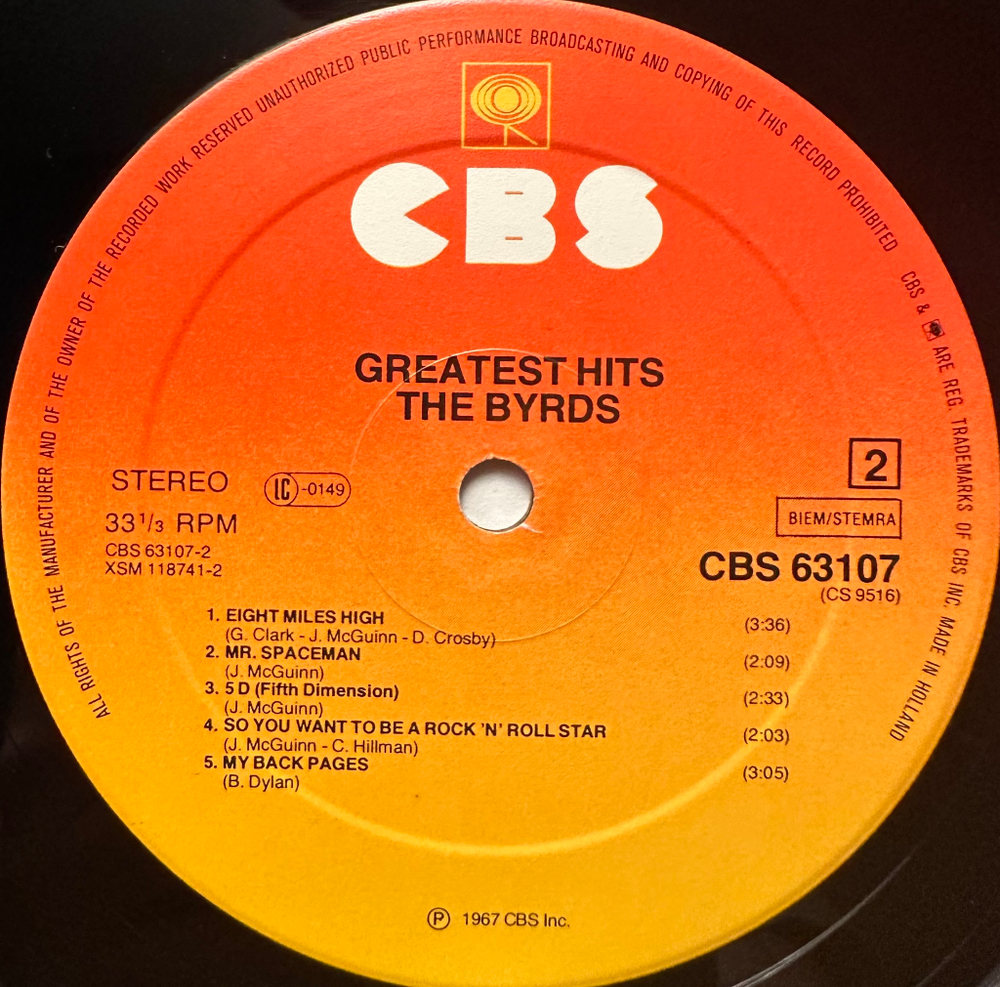 ALL RIGHTS OF THE MANUFACTURER AND OF THE OWNER OF THE RECORDED WORK RESERVED UNAUTHORIZED PUBLIC PERFORMANCE BROADCASTING AND COPYING OF THIS RECORD PROHIBITED CBS & ARE REG. TRADEMARKS OF CBS INC. MADE IN HOLLAND
CBS
GREATEST HITS
THE BYRDS
STEREO LC -0149
33 1/3 RPM
CBS 63107-2
XSM 118741-2
2
BIEM/STEMRA
CBS 63107
(CS 9516)
1. EIGHT MILES HIGH (3:36)
(G. Clark - J. McGuinn - D. Crosby)
2. MR. SPACEMAN (2:09)
(J. McGuinn)
3. 5 D (Fifth Dimension) (2:33)
(J. McGuinn)
4. SO YOU WANT TO BE A ROCK 'N' ROLL STAR (2:03)
(J. McGuinn - C. Hillman)
5. MY BACK PAGES (3:05)
(B. Dylan)
Ⓟ 1967 CBS Inc.